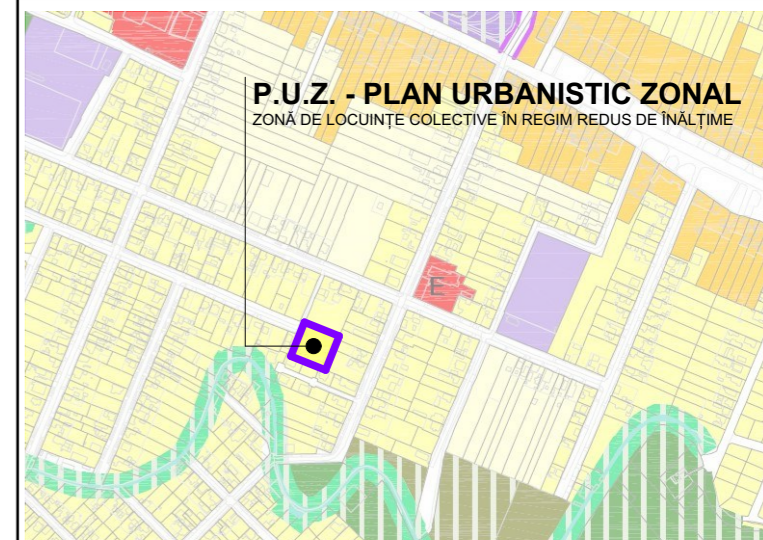 P.U.Z. - PLAN URBANISTIC ZONAL
ZONĂ DE LOCUINȚE COLECTIVE ÎN REGIM REDUS DE ÎNĂLȚIME
E